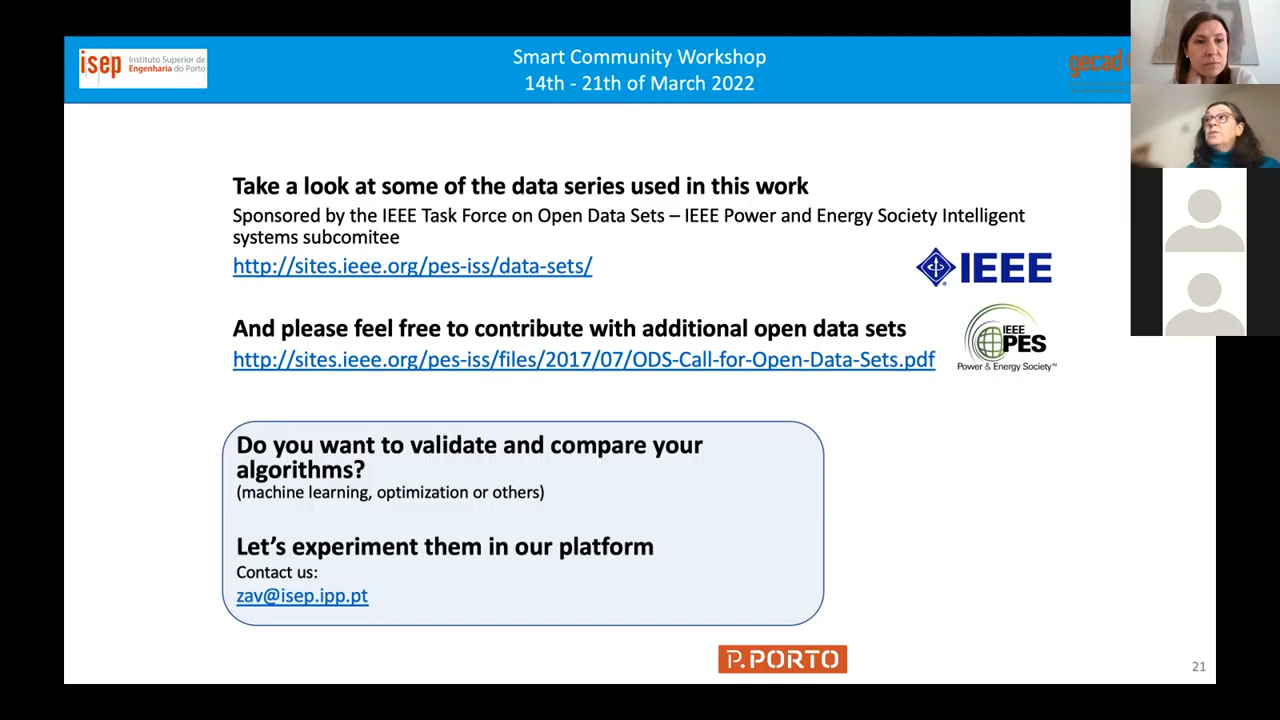 isep Instituto Superior de
Engenharia do Porto
Smart Community Workshop
14th - 21th of March 2022
gecad
Take a look at some of the data series used in this work
Sponsored by the IEEE Task Force on Open Data Sets – IEEE Power and Energy Society Intelligent
systems subcomitee
http://sites.ieee.org/pes-iss/data-sets/
IEEE
And please feel free to contribute with additional open data sets
http://sites.ieee.org/pes-iss/files/2017/07/ODS-Call-for-Open-Data-Sets.pdf
IEEE
PES
Power & Energy Society™
Do you want to validate and compare your
algorithms?
(machine learning, optimization or others)
Let’s experiment them in our platform
Contact us:
zav@isep.ipp.pt
P.PORTO
21